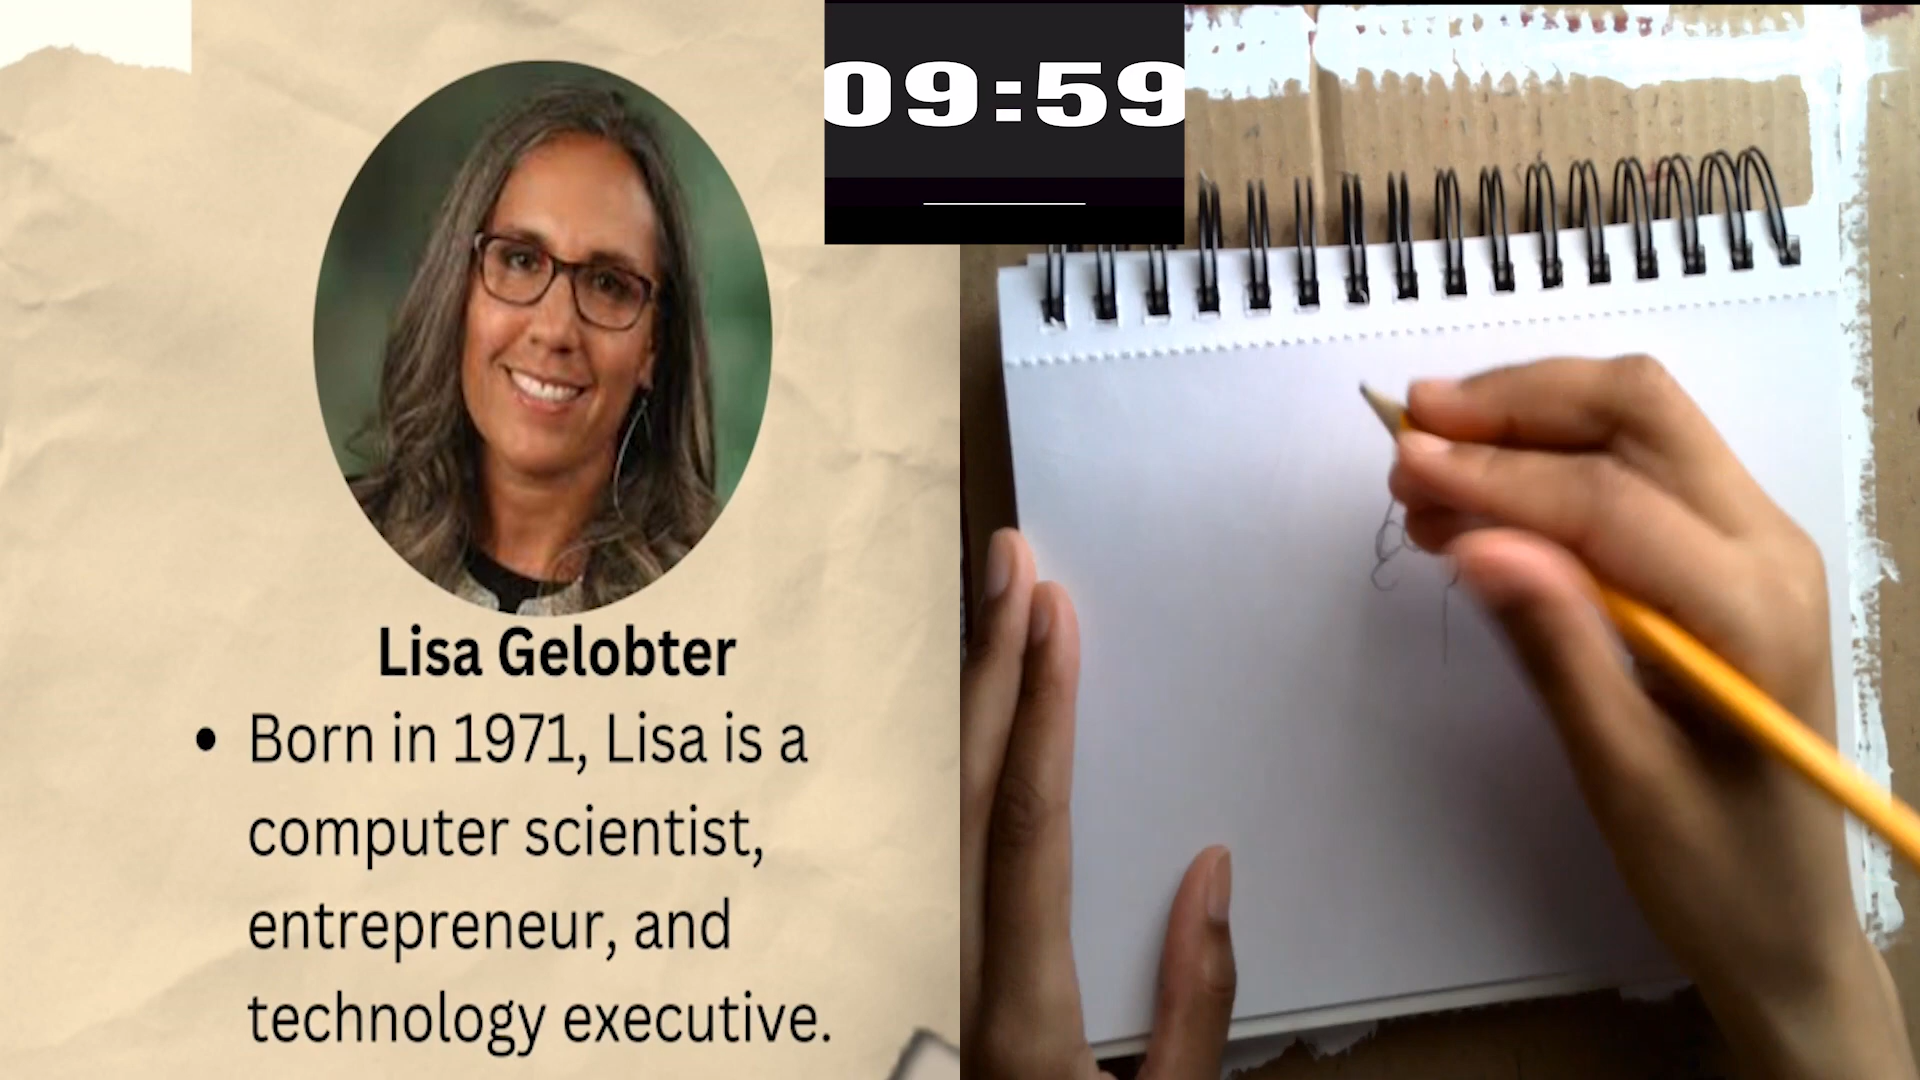 09:59
Lisa Gelobter
• Born in 1971, Lisa is a
computer scientist,
entrepreneur, and
technology executive.